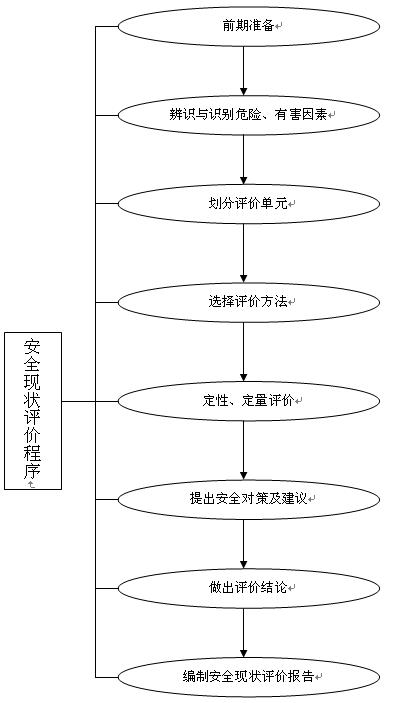 前期准备
辨识与识别危险、有害因素
划分评价单元
选择评价方法
安全现状评价程序
定性、定量评价
提出安全对策及建议
做出评价结论
编制安全现状评价报告